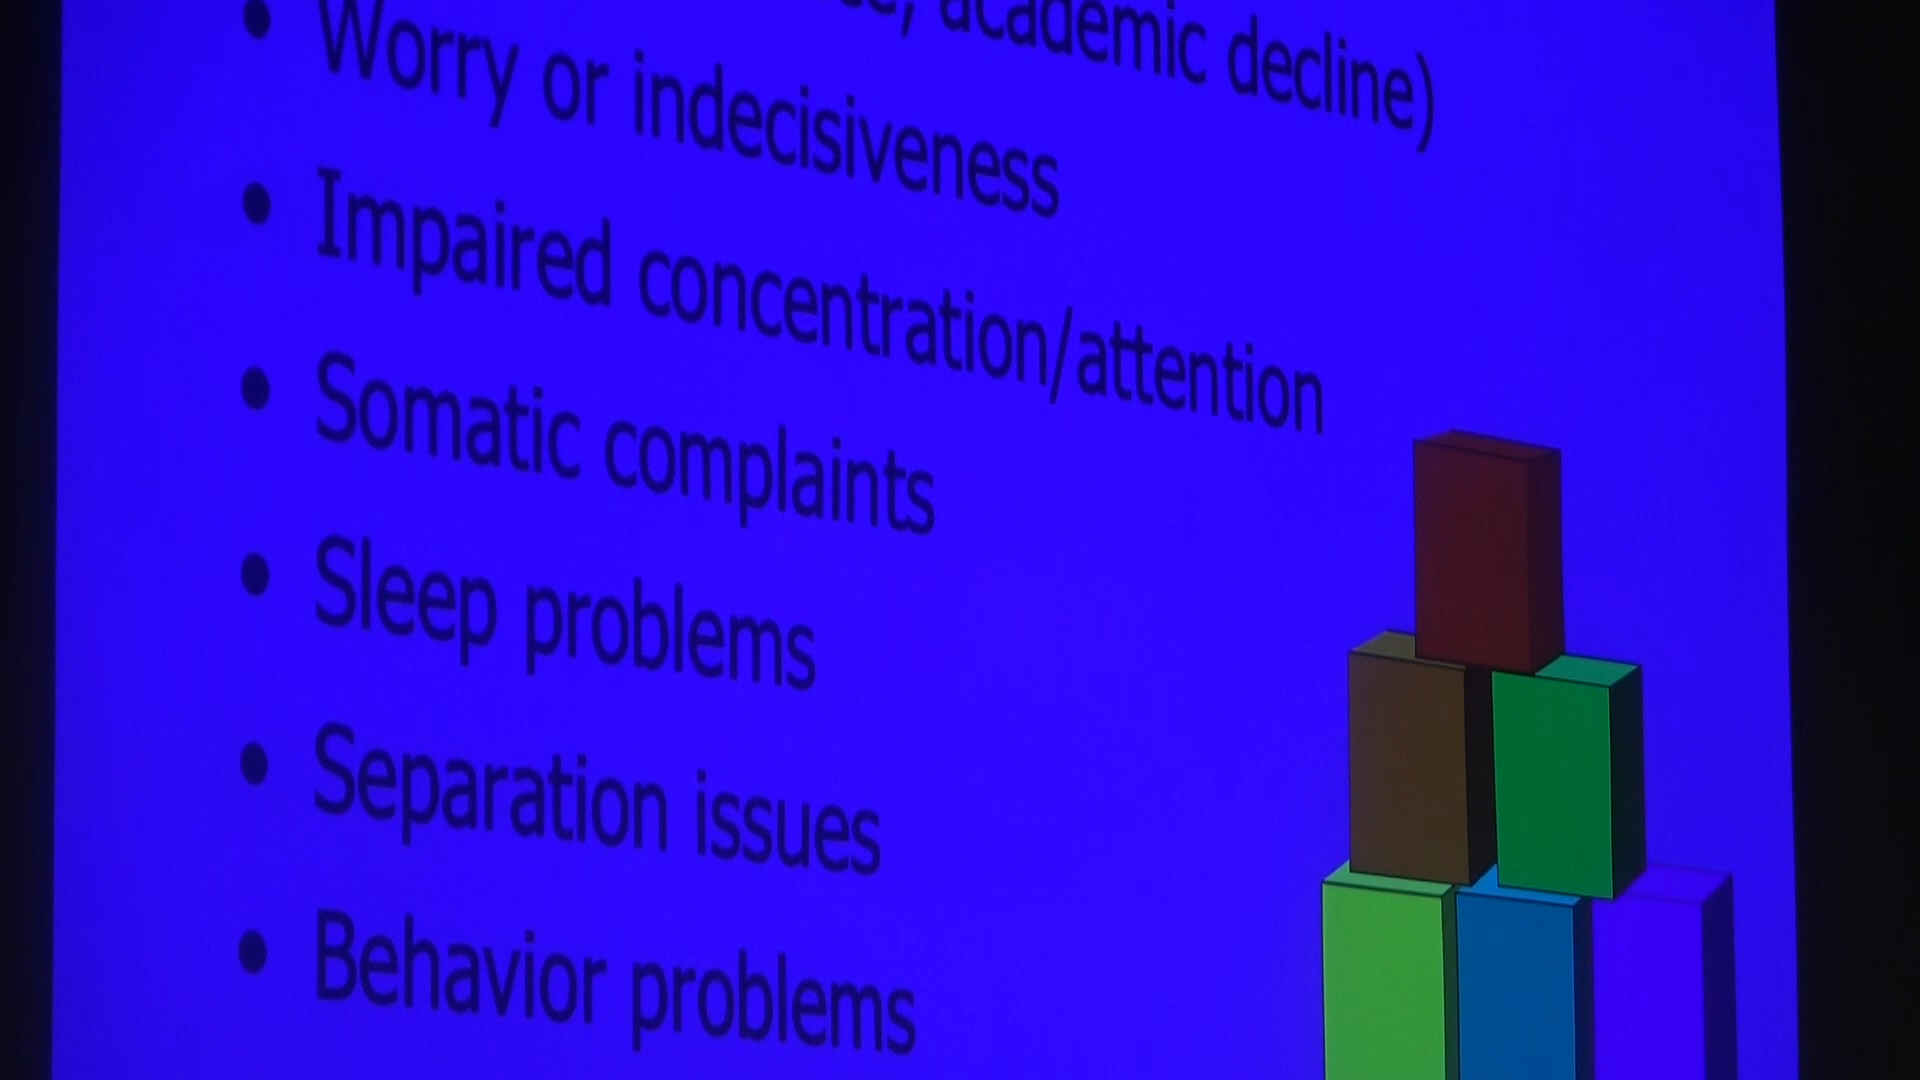 academic decline)
• Worry or indecisiveness
• Impaired concentration/attention
• Somatic complaints
• Sleep problems
• Separation issues
• Behavior problems